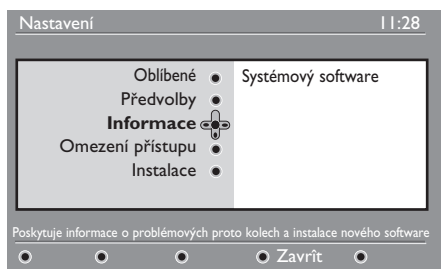 Nastavení 11:28
Oblíbené Systémový software
Předvolby
Informace
Omezení přístupu
Instalace
Poskytuje informace o problémových proto kolech a instalace nového software
Zavrît